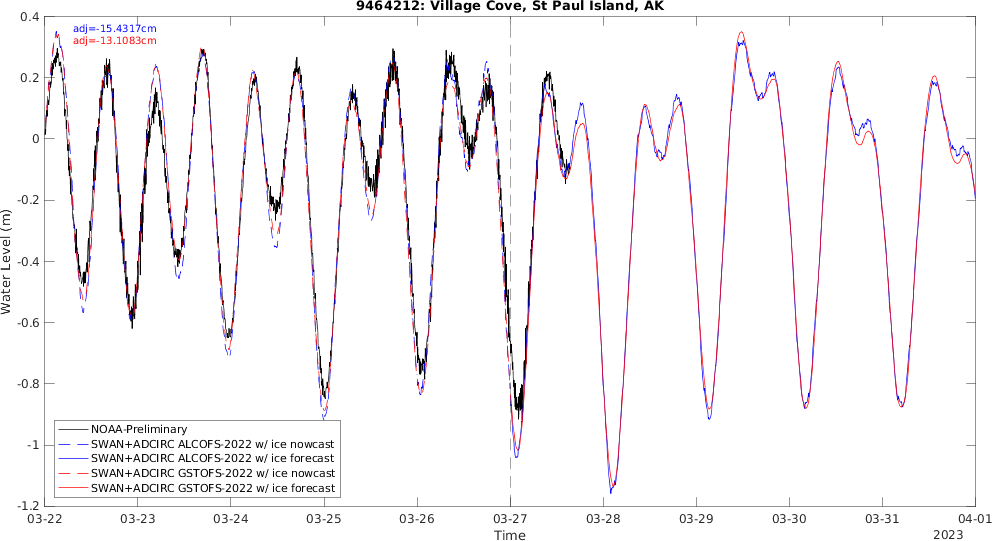 9464212: Village Cove, St Paul Island, AK
adj=-15.4317cm
adj=-13.1083cm
0.4
0.2
0
-0.2
-0.4
-0.6
-0.8
-1
-1.2
Water Level (m)
NOAA-Preliminary
SWAN+ADCIRC ALCOFS-2022 w/ ice nowcast
SWAN+ADCIRC ALCOFS-2022 w/ ice forecast
SWAN+ADCIRC GSTOFS-2022 w/ ice nowcast
SWAN+ADCIRC GSTOFS-2022 w/ ice forecast
03-22 03-23 03-24 03-25 03-26 03-27 03-28 03-29 03-30 03-31 04-01
Time
2023